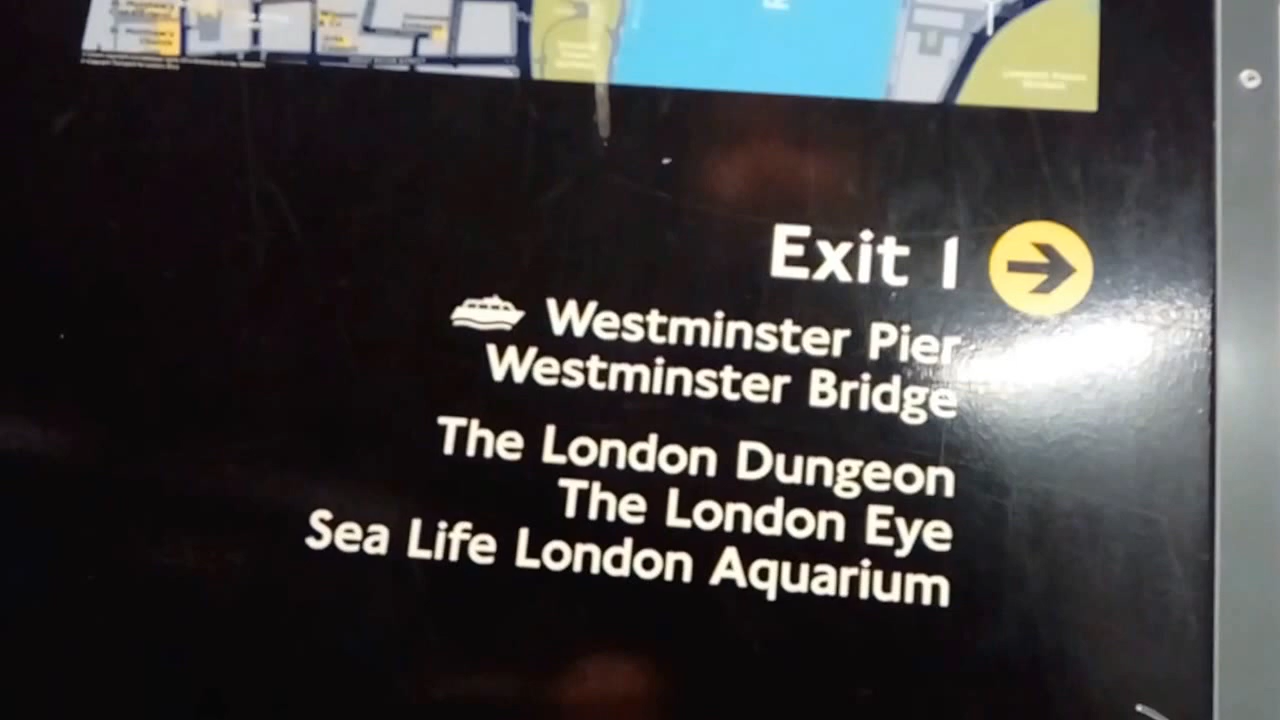 Exit 1
Westminster Pier
Westminster Bridge
The London Dungeon
The London Eye
Sea Life London Aquarium